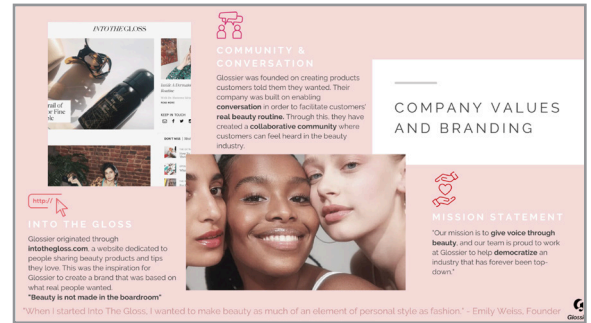 INTOTHEGLOSS
COMMUNITY &
CONVERSATION
Glossier was founded on creating products
customers told them they wanted. Their
company was built on enabling
conversation in order to facilitate customers'
real beauty routine. Through this, they have
created a collaborative community where
customers can feel heard in the beauty
industry.
COMPANY VALUES
AND BRANDING
http://
INTO THE GLOSS
Glossier originated through
intothegloss.com, a website dedicated to
people sharing beauty products and tips
they love. This was the inspiration for
Glossier to create a brand that was based on
what real people wanted.
"Beauty is not made in the boardroom"
MISSION STATEMENT
"Our mission is to give voice through
beauty, and our team is proud to work
at Glossier to help democratize an
industry that has forever been top-
down."
"When I started Into The Gloss, I wanted to make beauty as much of an element of personal style as fashion." - Emily Weiss, Founder
G
Glossi